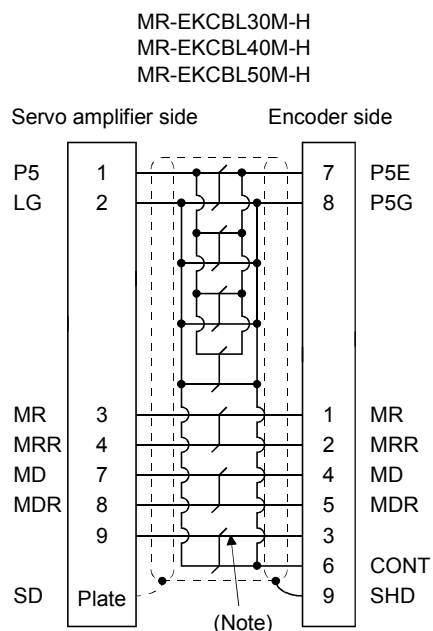 MR-EKCBL30M-H
MR-EKCBL40M-H
MR-EKCBL50M-H
Servo amplifier side Encoder side
P5 1 7 P5E
LG 2 8 P5G
MR 3 1 MR
MRR 4 2 MRR
MD 7 4 MD
MDR 8 5 MDR
9 3
6 CONT
SD Plate 9 SHD
(Note)